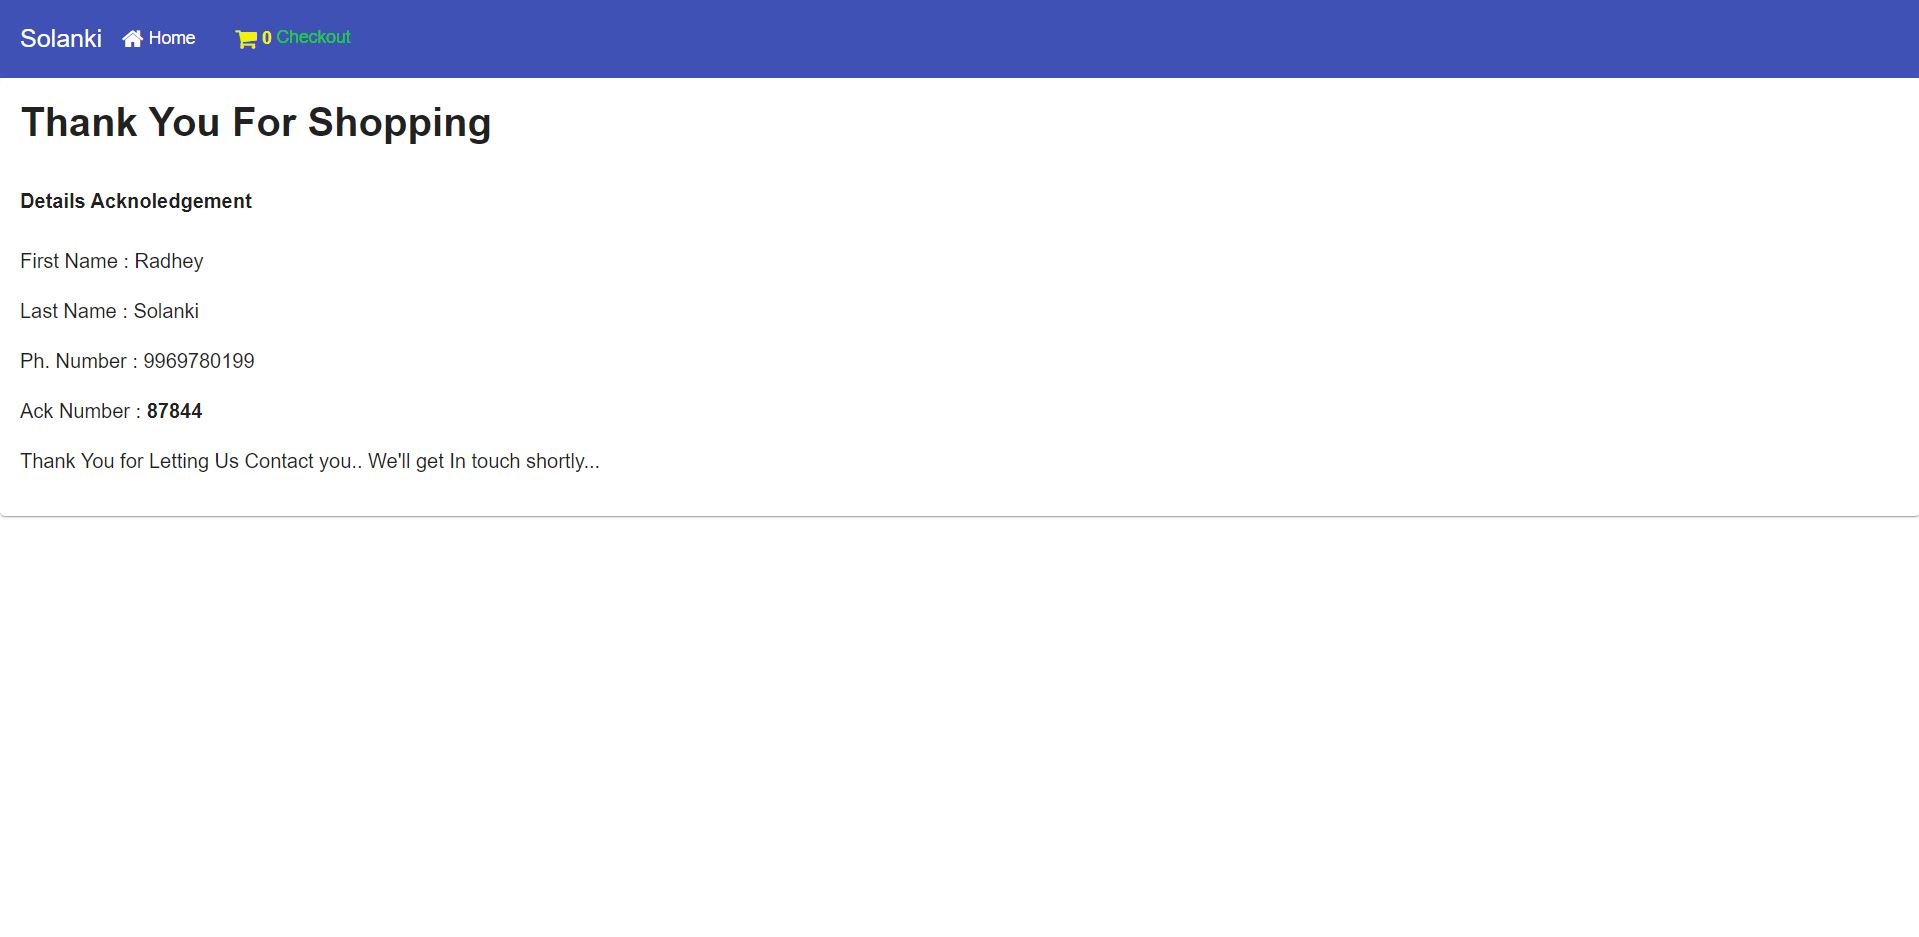 Solanki Home 0 Checkout
Thank You For Shopping
Details Acknoledgement
First Name : Radhey
Last Name : Solanki
Ph. Number : 9969780199
Ack Number : 87844
Thank You for Letting Us Contact you.. We'll get In touch shortly...